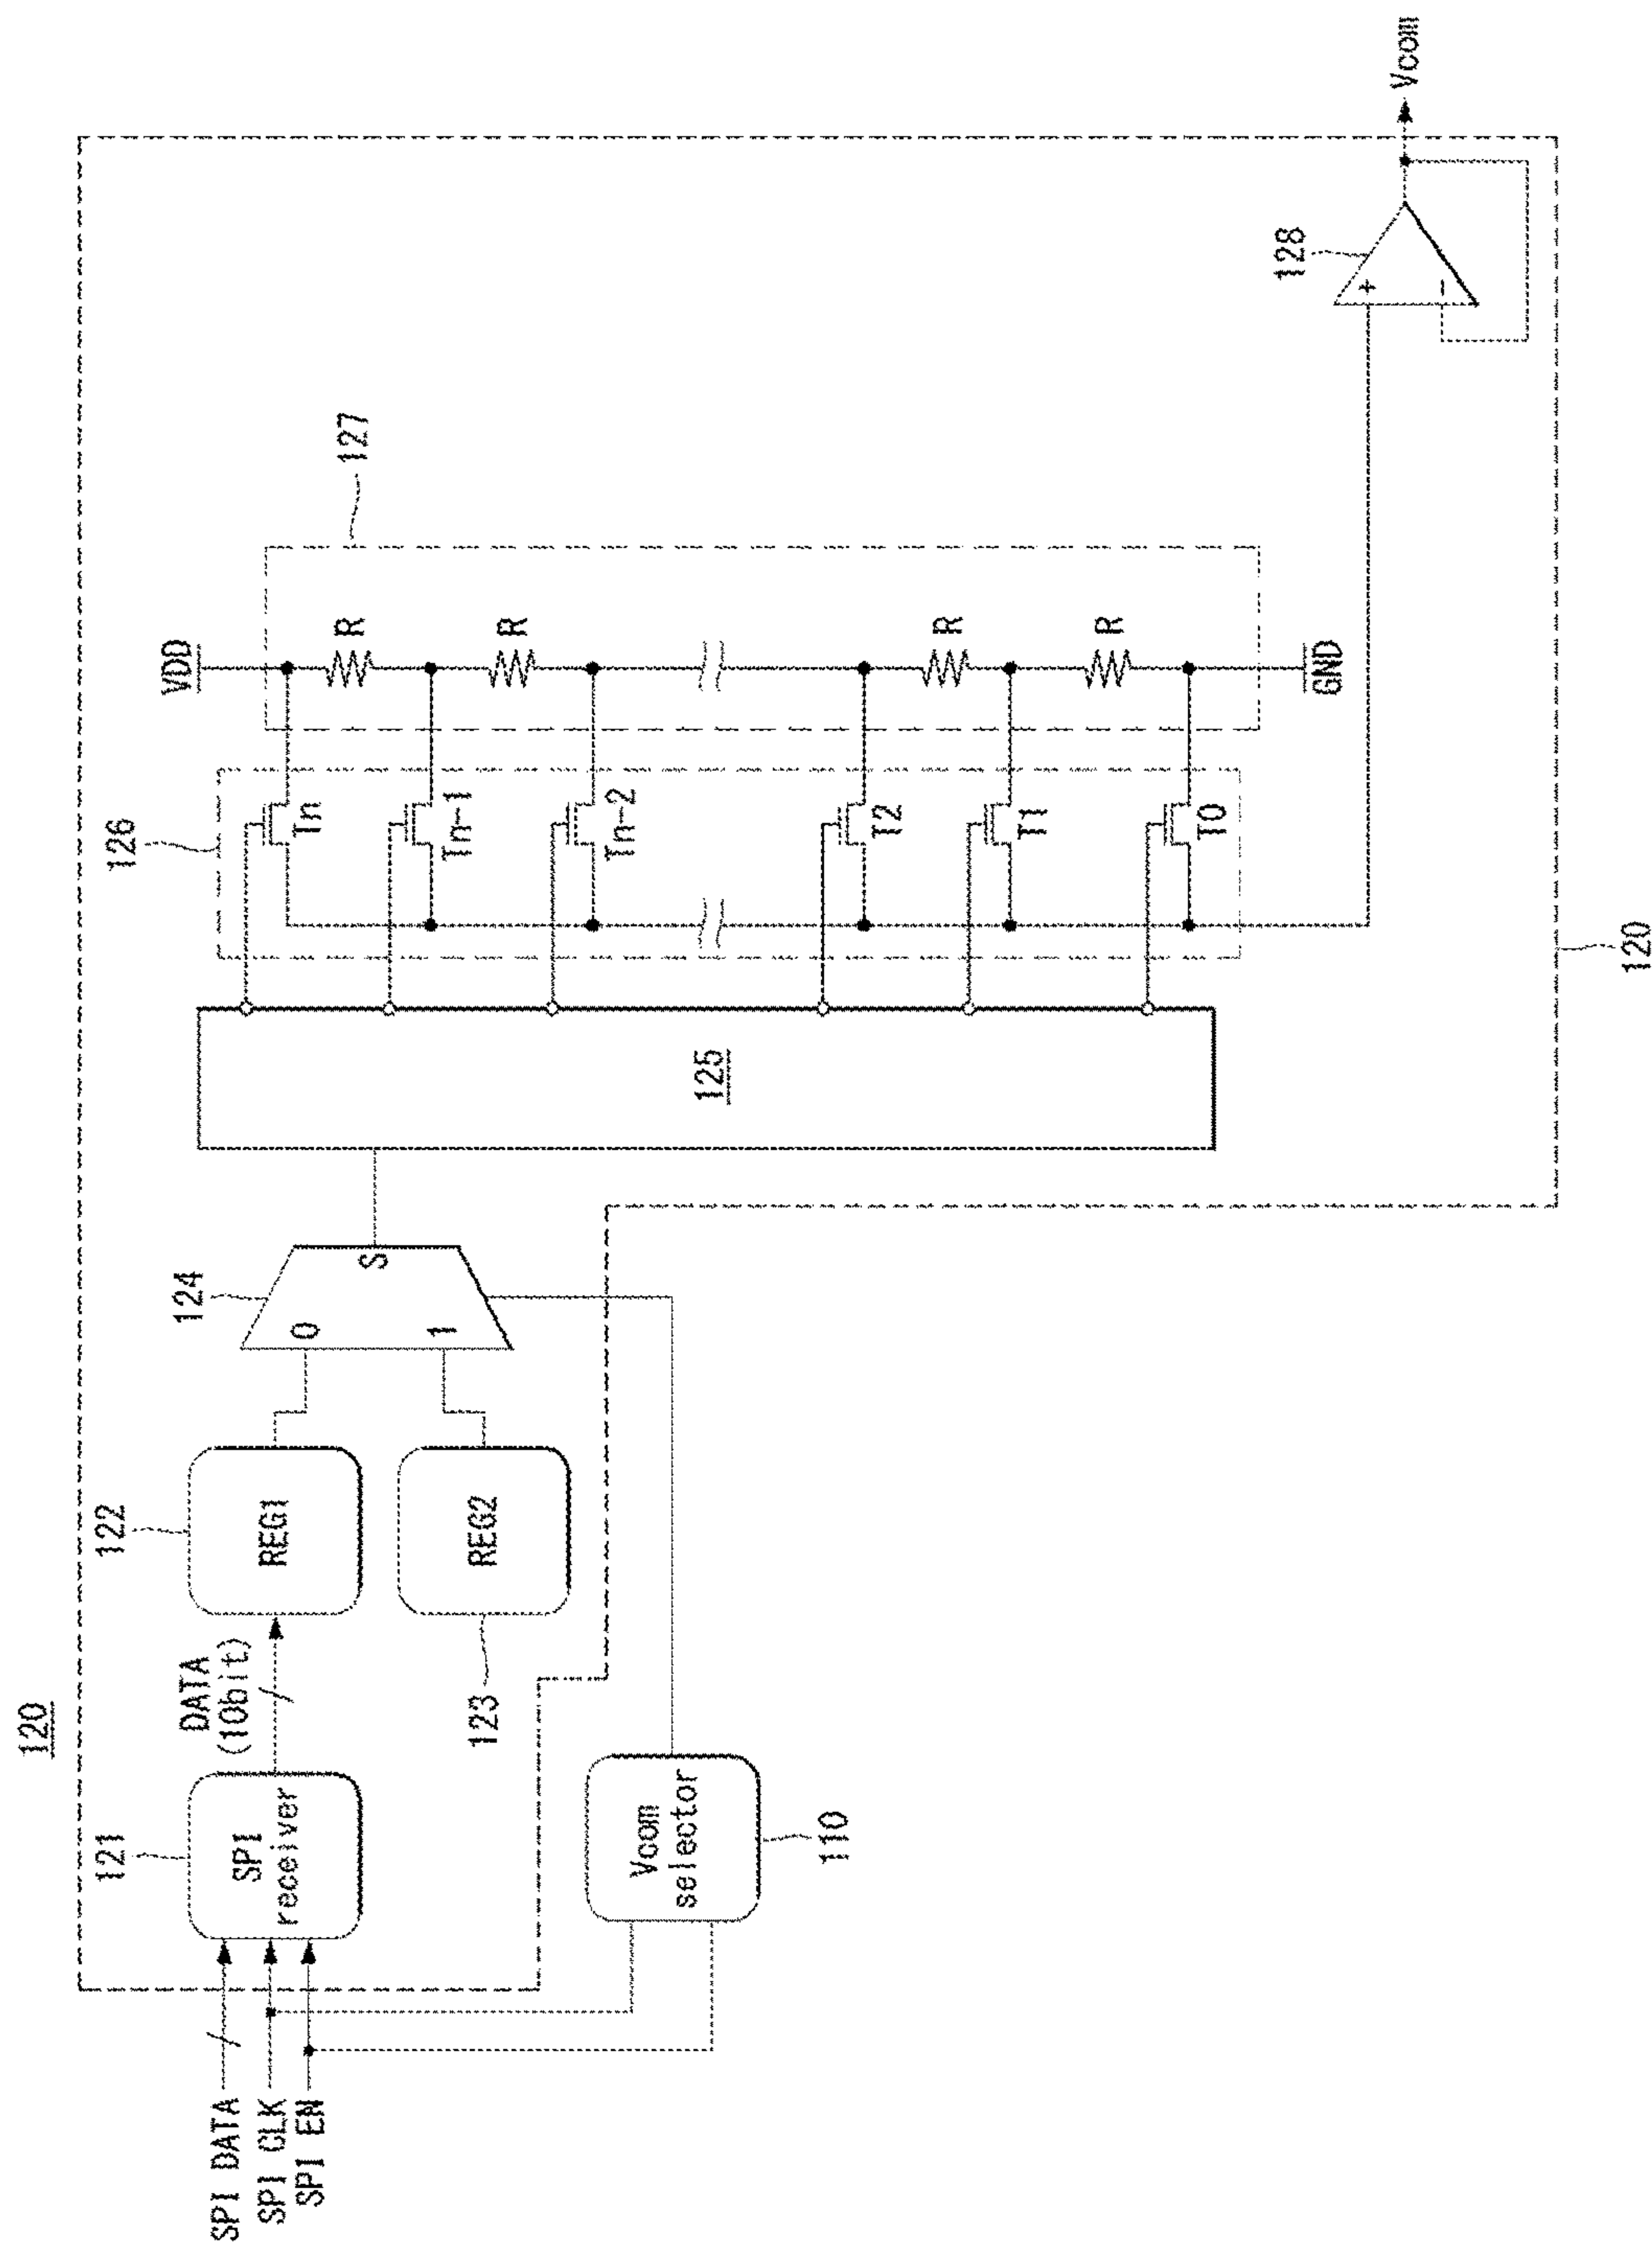 120
SPI DATA
SPI CLK
SPI EN
121
SPI
receiver
DATA
(10bit)
122
REG1
123
REG2
110
Vcom
selector
124
0
1
S
125
126
Tn
Tn-1
Tn-2
T2
T1
T0
127
VDD
R
R
R
R
GND
128
+
-
Vcom
120